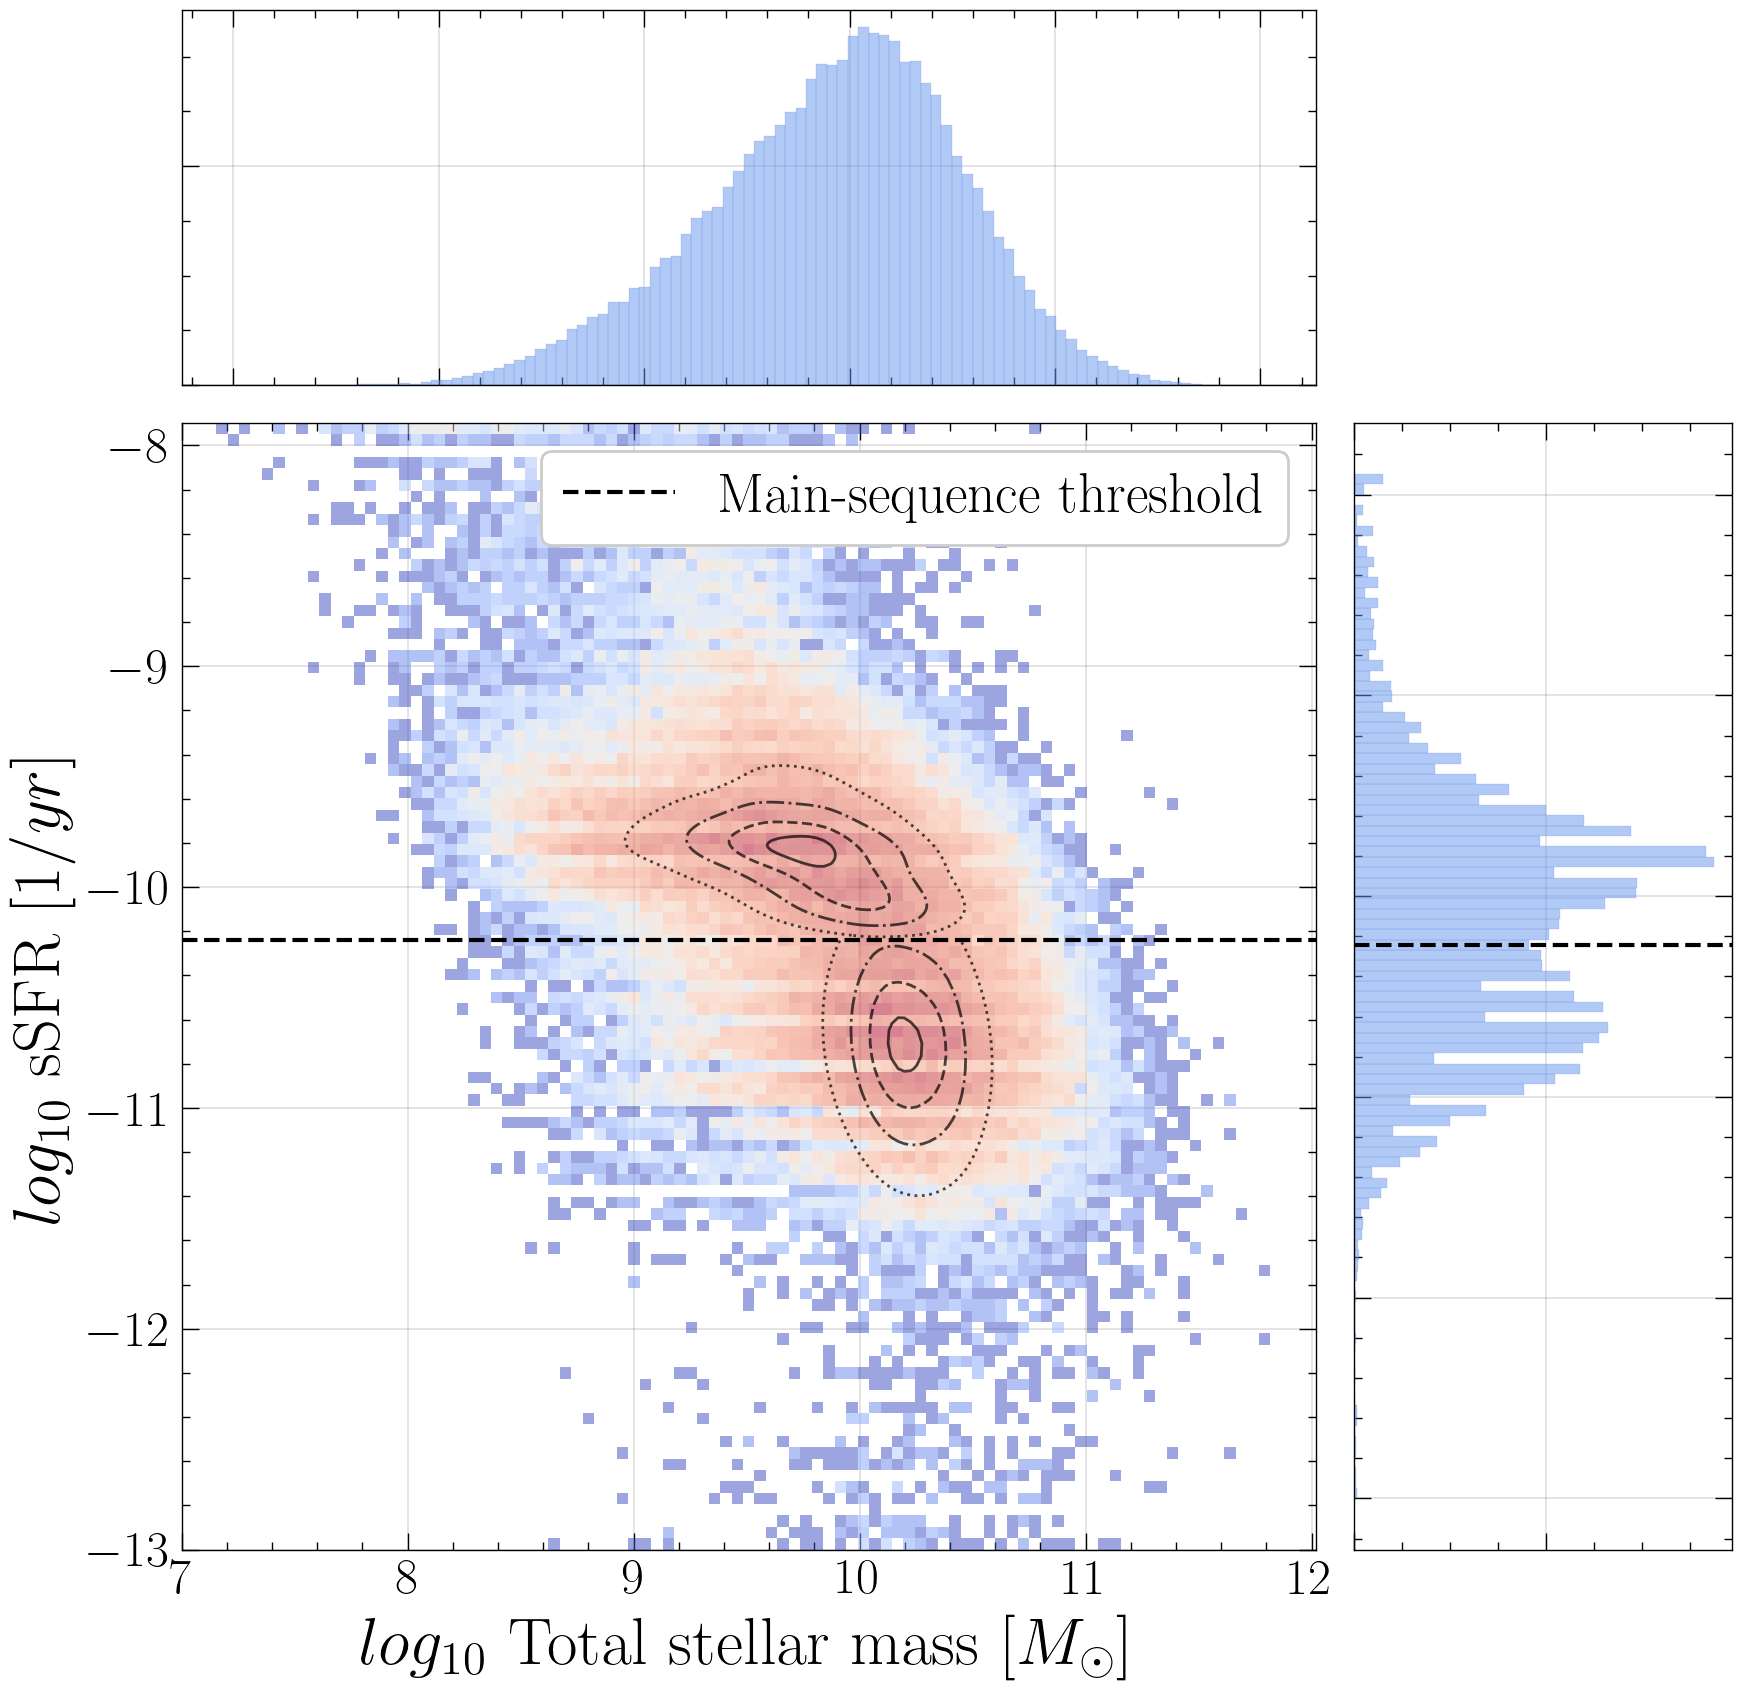 −8
Main-sequence threshold
−9
−10
−11
−12
−13
7 8 9 10 11 12
log₁₀ sSFR [1/yr]
log₁₀ Total stellar mass [M☉]